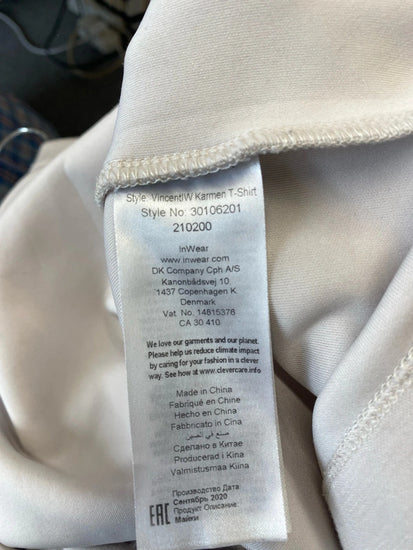 Style: VincentIW Karmen T-Shirt
Style No: 30106201
210200
InWear
www.inwear.com
DK Company Cph A/S
Kanonbådsvej 10
1437 Copenhagen K
Denmark
Vat No. 14815376
CA 30 410
We love our garments and our planet.
Please help us reduce climate impact
by caring for your fashion in a clever
way. See how at www.clevercare.info
Made in China
Fabriqué en Chine
Hecho en China
Fabbricato in Cina
صنع في الصين
Сделано в Китае
Producerad i Kina
Valmistusmaa Kiina
Производство Дата
Сентябрь 2020
Продукт Описание
EAC Майки